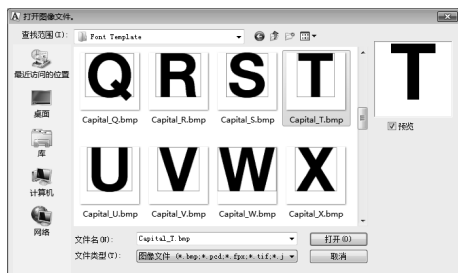 打开图像文件。
查找范围(I):
Font Template
Q R S T
T
Capital_Q.bmp Capital_R.bmp Capital_S.bmp Capital_T.bmp
预览
U V W X
Capital_U.bmp Capital_V.bmp Capital_W.bmp Capital_X.bmp
最近访问的位置
桌面
库
计算机
网络
文件名(N): Capital_T.bmp 打开(O)
文件类型(T): 图像文件 (*.bmp;*.pcd;*.fpx;*.tif;*.j 取消